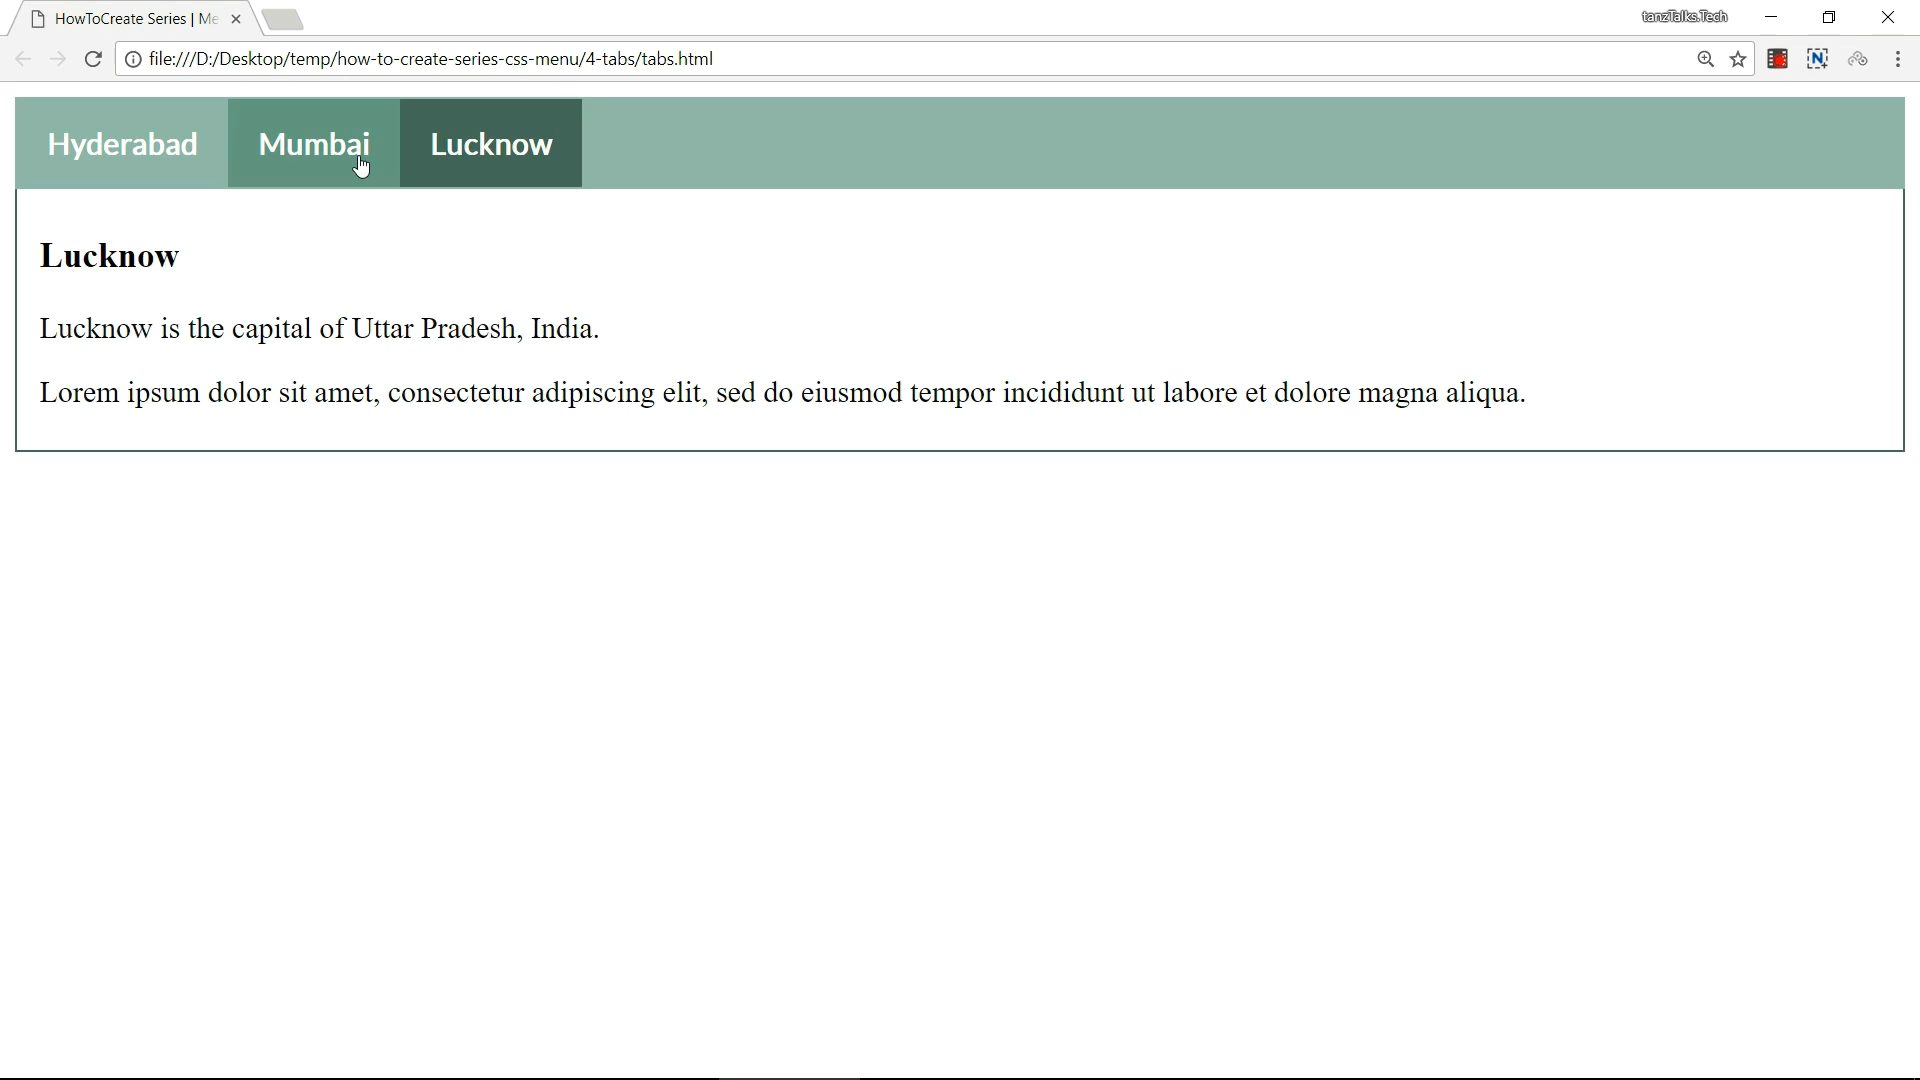 HowToCreate Series | Me
tanzTalks.Tech
file:///D:/Desktop/temp/how-to-create-series-css-menu/4-tabs/tabs.html
Hyderabad
Mumbai
Lucknow
Lucknow
Lucknow is the capital of Uttar Pradesh, India.
Lorem ipsum dolor sit amet, consectetur adipiscing elit, sed do eiusmod tempor incididunt ut labore et dolore magna aliqua.